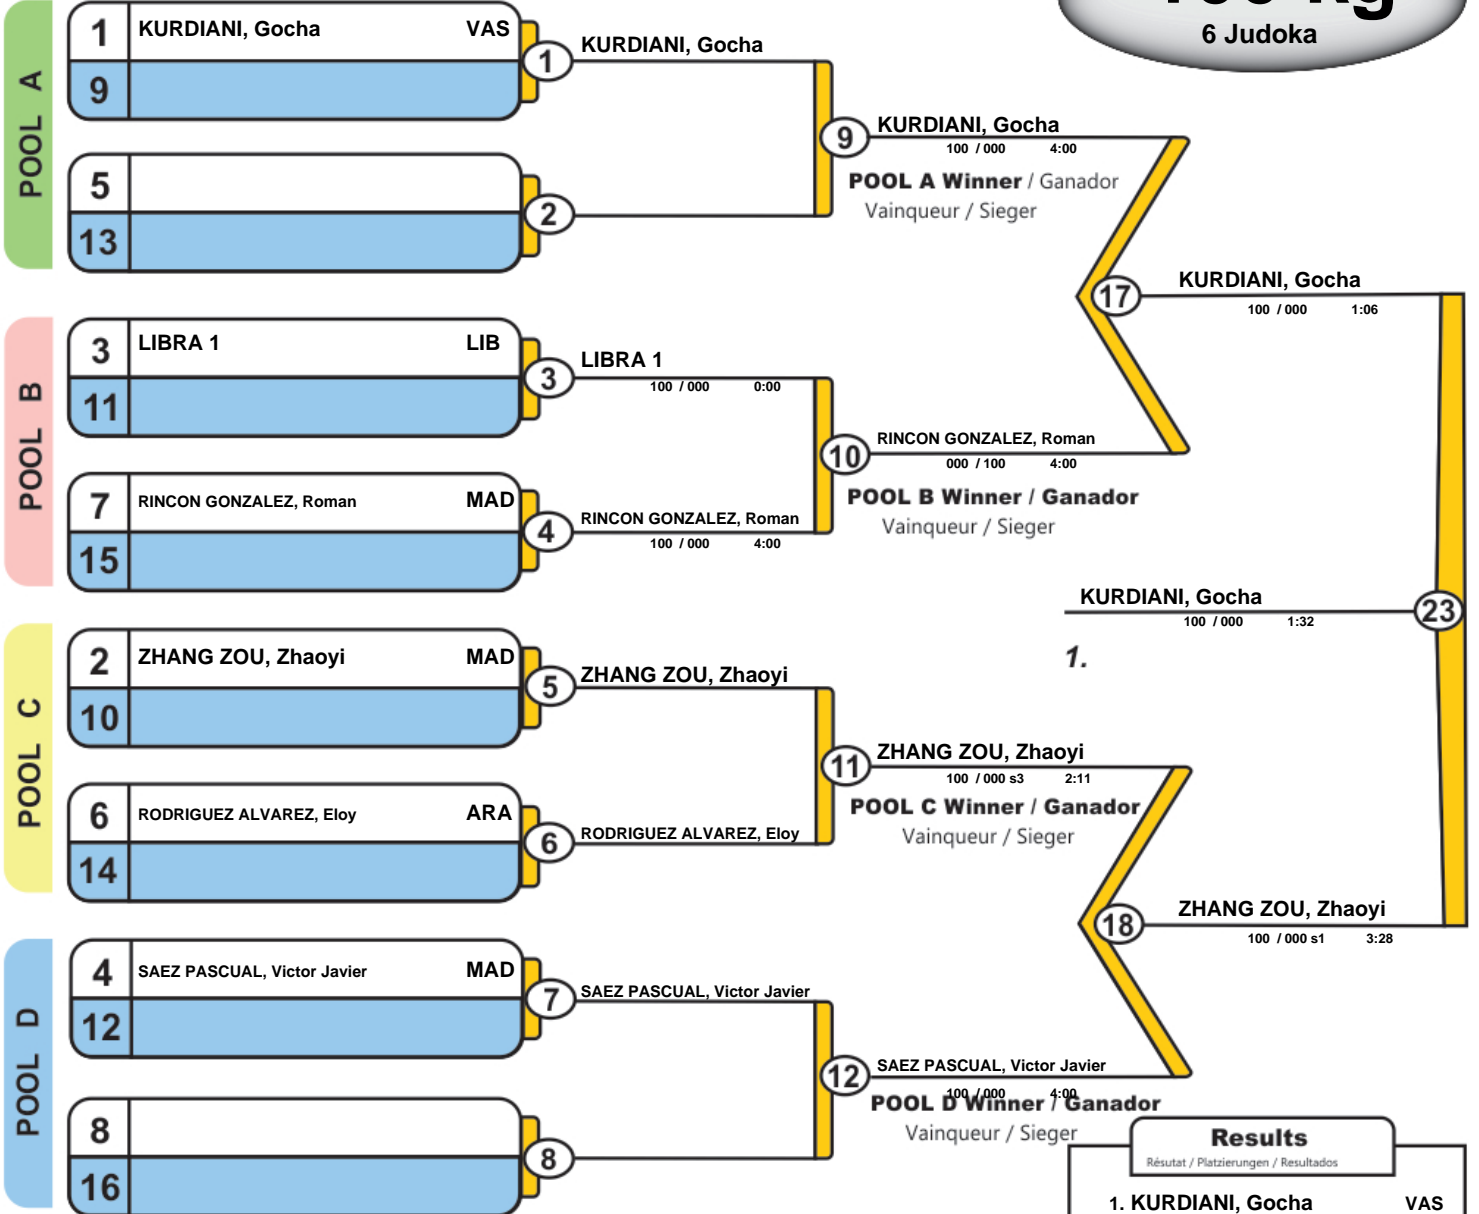 6 Judoka
POOL A
1 KURDIANI, Gocha VAS
9
5
13
1 KURDIANI, Gocha
2
9 KURDIANI, Gocha
100 / 000 4:00
POOL A Winner / Ganador
Vainqueur / Sieger
17 KURDIANI, Gocha
100 / 000 1:06
POOL B
3 LIBRA 1 LIB
11
7 RINCON GONZALEZ, Roman MAD
15
3 LIBRA 1
100 / 000 0:00
4 RINCON GONZALEZ, Roman
100 / 000 4:00
10 RINCON GONZALEZ, Roman
000 / 100 4:00
POOL B Winner / Ganador
Vainqueur / Sieger
KURDIANI, Gocha 23
100 / 000 1:32
1.
POOL C
2 ZHANG ZOU, Zhaoyi MAD
10
6 RODRIGUEZ ALVAREZ, Eloy ARA
14
5 ZHANG ZOU, Zhaoyi
6 RODRIGUEZ ALVAREZ, Eloy
11 ZHANG ZOU, Zhaoyi
100 / 000 s3 2:11
POOL C Winner / Ganador
Vainqueur / Sieger
18 ZHANG ZOU, Zhaoyi
100 / 000 s1 3:28
POOL D
4 SAEZ PASCUAL, Victor Javier MAD
12
8
16
7 SAEZ PASCUAL, Victor Javier
8
12 SAEZ PASCUAL, Victor Javier
100 / 000 4:00
POOL D Winner / Ganador
Vainqueur / Sieger
Results
Résutat / Platzierungen / Resultados
1. KURDIANI, Gocha VAS